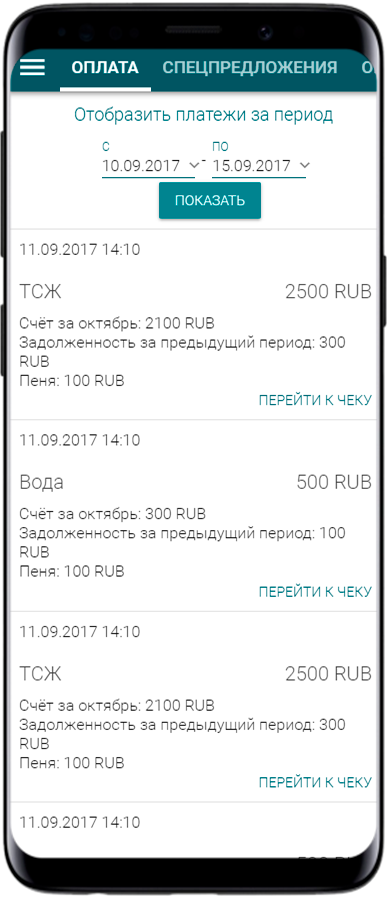 ОПЛАТА СПЕЦПРЕДЛОЖЕНИЯ
Отобразить платежи за период
с по
10.09.2017 - 15.09.2017
ПОКАЗАТЬ
11.09.2017 14:10
ТСЖ 2500 RUB
Счёт за октябрь: 2100 RUB
Задолженность за предыдущий период: 300
RUB
Пеня: 100 RUB
ПЕРЕЙТИ К ЧЕКУ
11.09.2017 14:10
Вода 500 RUB
Счёт за октябрь: 300 RUB
Задолженность за предыдущий период: 100
RUB
Пеня: 100 RUB
ПЕРЕЙТИ К ЧЕКУ
11.09.2017 14:10
ТСЖ 2500 RUB
Счёт за октябрь: 2100 RUB
Задолженность за предыдущий период: 300
RUB
Пеня: 100 RUB
ПЕРЕЙТИ К ЧЕКУ
11.09.2017 14:10